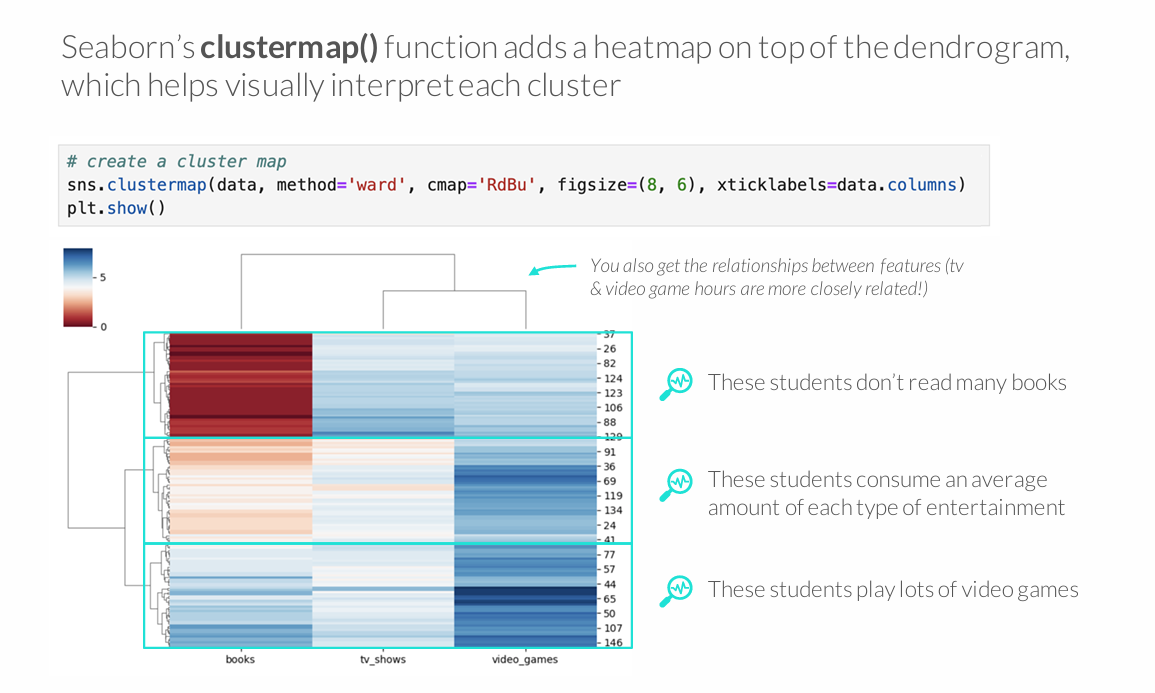 Seaborn's clustermap() function adds a heatmap on top of the dendrogram,
which helps visually interpret each cluster
# create a cluster map
sns.clustermap(data, method='ward', cmap='RdBu', figsize=(8, 6), xticklabels=data.columns)
plt.show()
5
0
You also get the relationships between features (tv
& video game hours are more closely related!)
37
26
82
124
123
106
88
129
91
36
69
119
134
24
41
77
57
44
65
50
107
146
books
tv_shows
video_games
These students don't read many books
These students consume an average
amount of each type of entertainment
These students play lots of video games